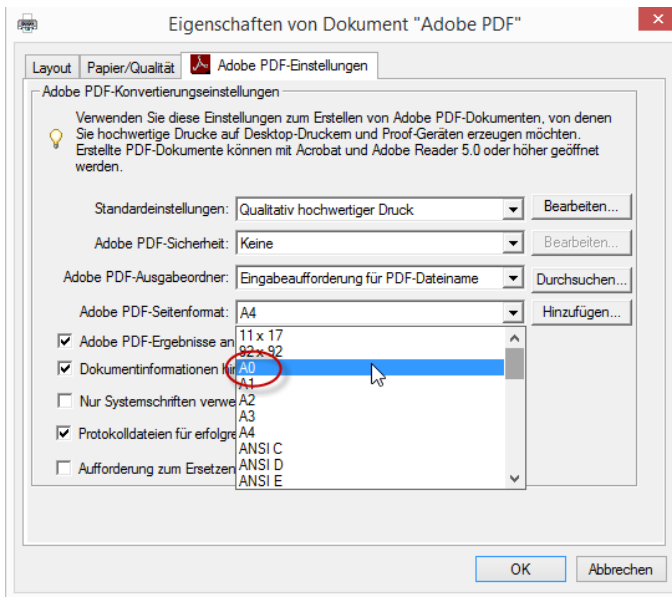 Eigenschaften von Dokument "Adobe PDF"
Layout Papier/Qualität Adobe PDF-Einstellungen
Adobe PDF-Konvertierungseinstellungen
Verwenden Sie diese Einstellungen zum Erstellen von Adobe PDF-Dokumenten, von denen
Sie hochwertige Drucke auf Desktop-Druckern und Proof-Geräten erzeugen möchten.
Erstellte PDF-Dokumente können mit Acrobat und Adobe Reader 5.0 oder höher geöffnet
werden.
Standardeinstellungen: Qualitativ hochwertiger Druck Bearbeiten...
Adobe PDF-Sicherheit: Keine Bearbeiten...
Adobe PDF-Ausgabeordner: Eingabeaufforderung für PDF-Dateiname Durchsuchen...
Adobe PDF-Seitenformat: A4 Hinzufügen...
Adobe PDF-Ergebnisse an
Dokumentinformationen hi
Nur Systemschriften verwe
Protokolldateien für erfolgre
Aufforderung zum Ersetzen
11 x 17
92 x 92
A0
A1
A2
A3
A4
ANSI C
ANSI D
ANSI E
OK Abbrechen